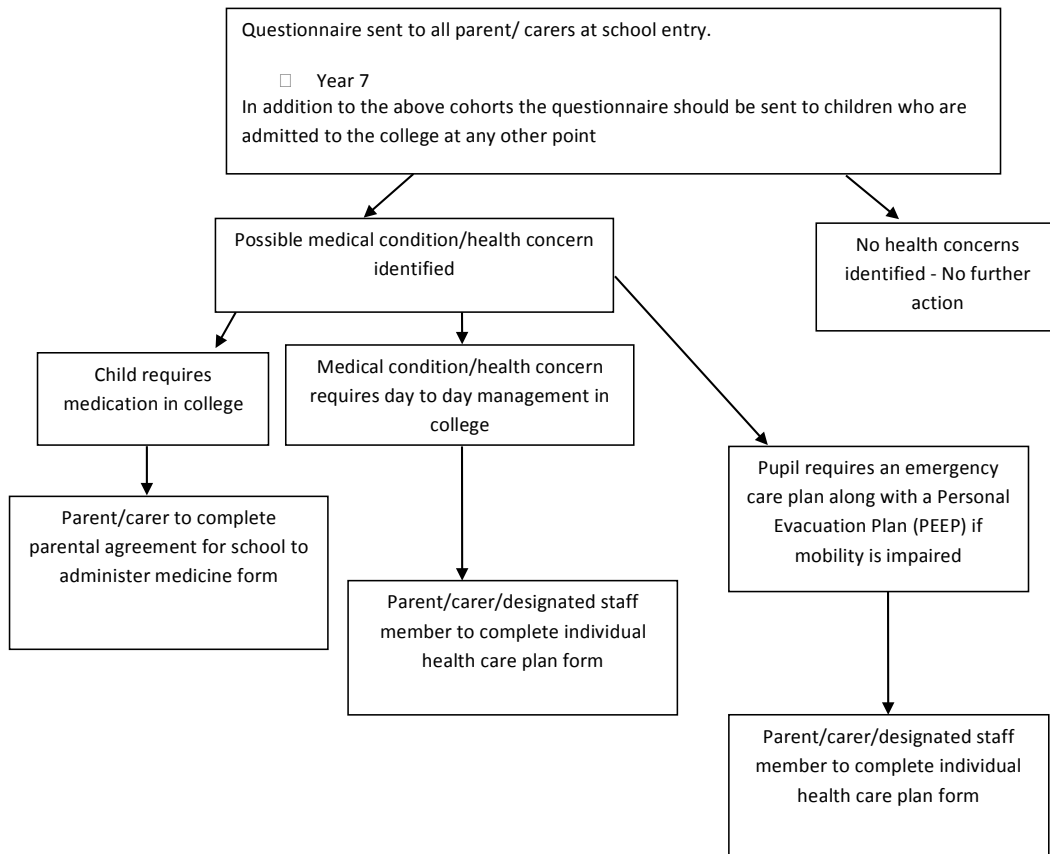 Questionnaire sent to all parent/ carers at school entry.
Year 7
In addition to the above cohorts the questionnaire should be sent to children who are
admitted to the college at any other point
Possible medical condition/health concern
identified
No health concerns
identified - No further
action
Child requires
medication in college
Medical condition/health concern
requires day to day management in
college
Pupil requires an emergency
care plan along with a Personal
Evacuation Plan (PEEP) if
mobility is impaired
Parent/carer to complete
parental agreement for school to
administer medicine form
Parent/carer/designated staff
member to complete individual
health care plan form
Parent/carer/designated staff
member to complete individual
health care plan form